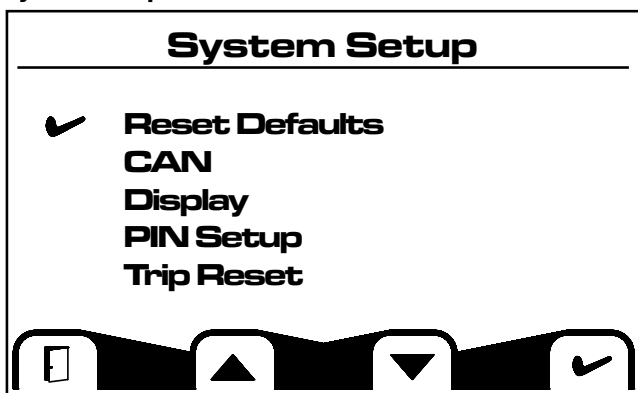 System Setup
Reset Defaults
CAN
Display
PIN Setup
Trip Reset